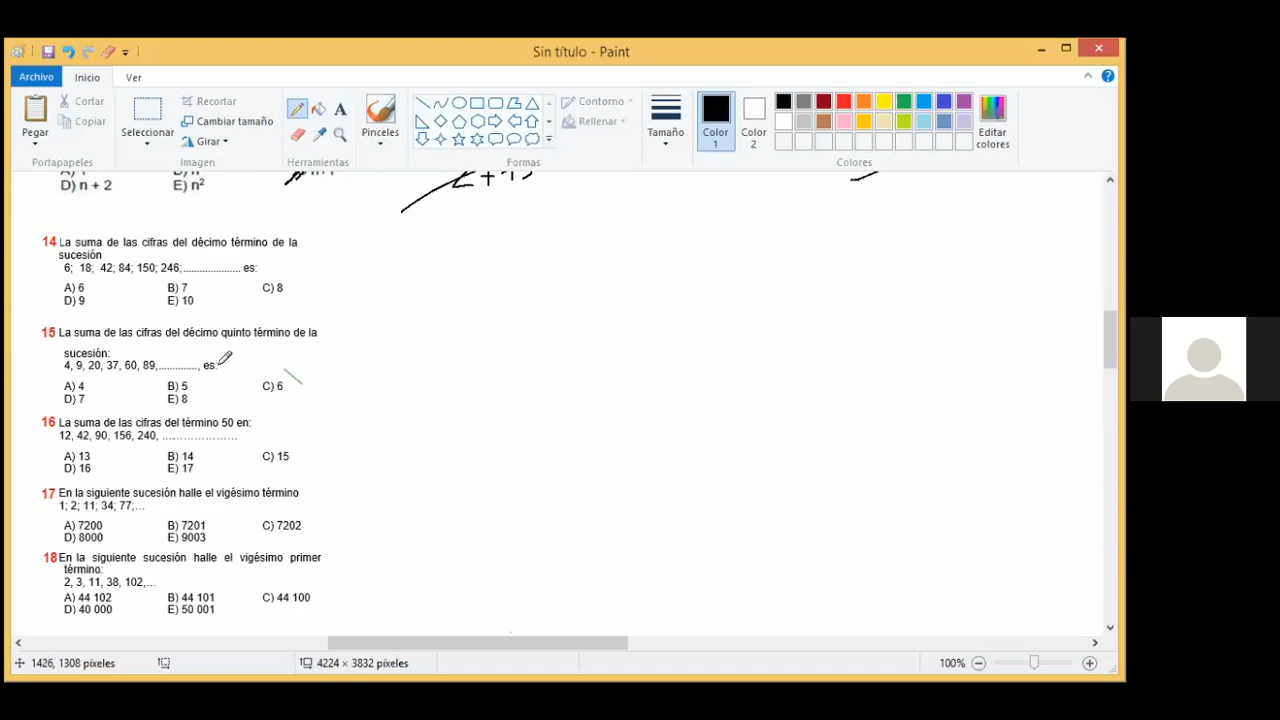 Sin título - Paint
Archivo Inicio Ver
Pegar
Cortar
Copiar
Portapapeles
Seleccionar
Recortar
Cambiar tamaño
Girar
Imagen
A
Herramientas
Pinceles
Contorno
Rellenar
Formas
Tamaño
Color 1
Color 2
Editar colores
Colores
D) n + 2 E) n²
2 + 
14 La suma de las cifras del décimo término de la
sucesión
6; 18; 42; 84; 150; 246;..................... es:
A) 6 B) 7 C) 8
D) 9 E) 10
15 La suma de las cifras del décimo quinto término de la
sucesión:
4, 9, 20, 37, 60, 89,.............., es:
A) 4 B) 5 C) 6
D) 7 E) 8
16 La suma de las cifras del término 50 en:
12, 42, 90, 156, 240, ....................
A) 13 B) 14 C) 15
D) 16 E) 17
17 En la siguiente sucesión halle el vigésimo término
1; 2; 11; 34; 77;...
A) 7200 B) 7201 C) 7202
D) 8000 E) 9003
18 En la siguiente sucesión halle el vigésimo primer
término:
2, 3, 11, 38, 102,...
A) 44 102 B) 44 101 C) 44 100
D) 40 000 E) 50 001
1426, 1308 píxeles 4224 × 3832 píxeles 100%